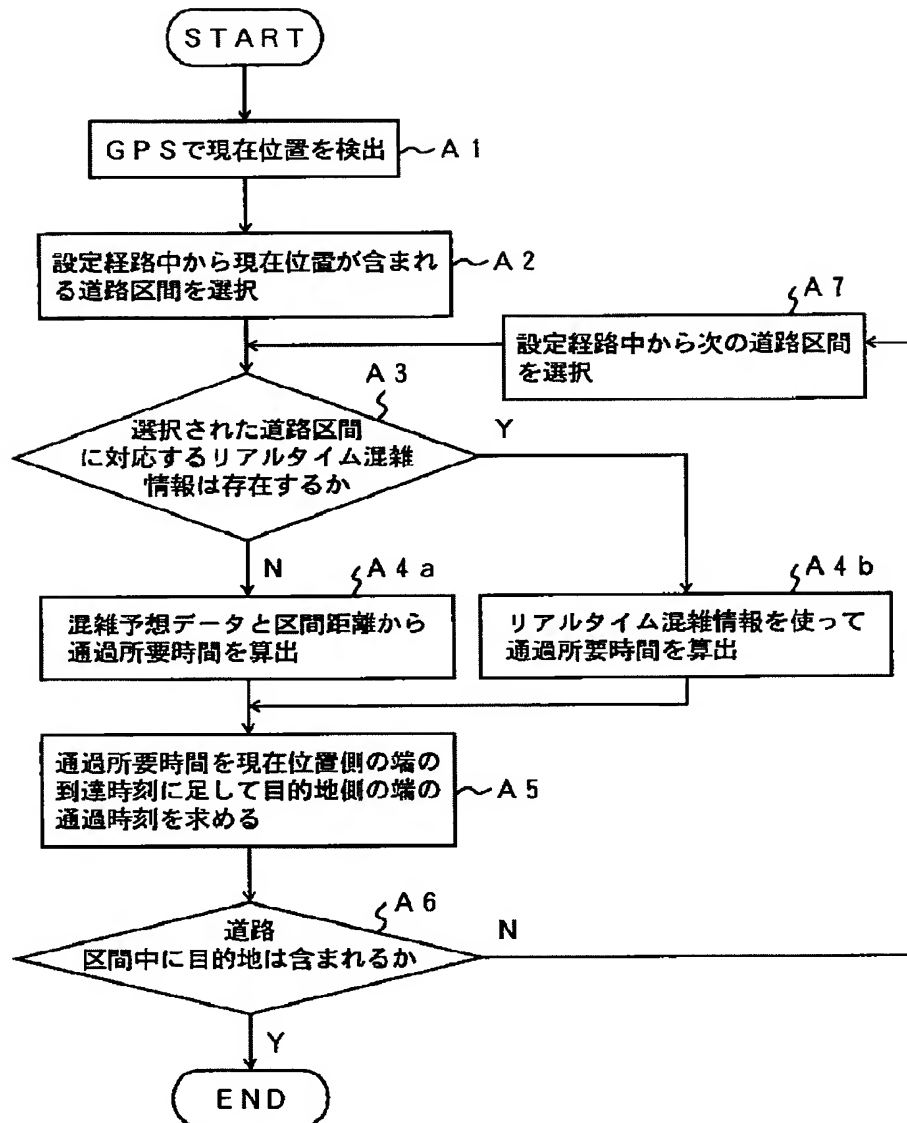 START
GPSで現在位置を検出
A1
設定経路中から現在位置が含まれ
る道路区間を選択
A2
A7
設定経路中から次の道路区間
を選択
A3
選択された道路区間
に対応するリアルタイム混雑
情報は存在するか
Y
N
A4a
混雑予想データと区間距離から
通過所要時間を算出
A4b
リアルタイム混雑情報を使って
通過所要時間を算出
通過所要時間を現在位置側の端の
到達時刻に足して目的地側の端の
通過時刻を求める
A5
A6
道路
区間中に目的地は含まれるか
N
Y
END